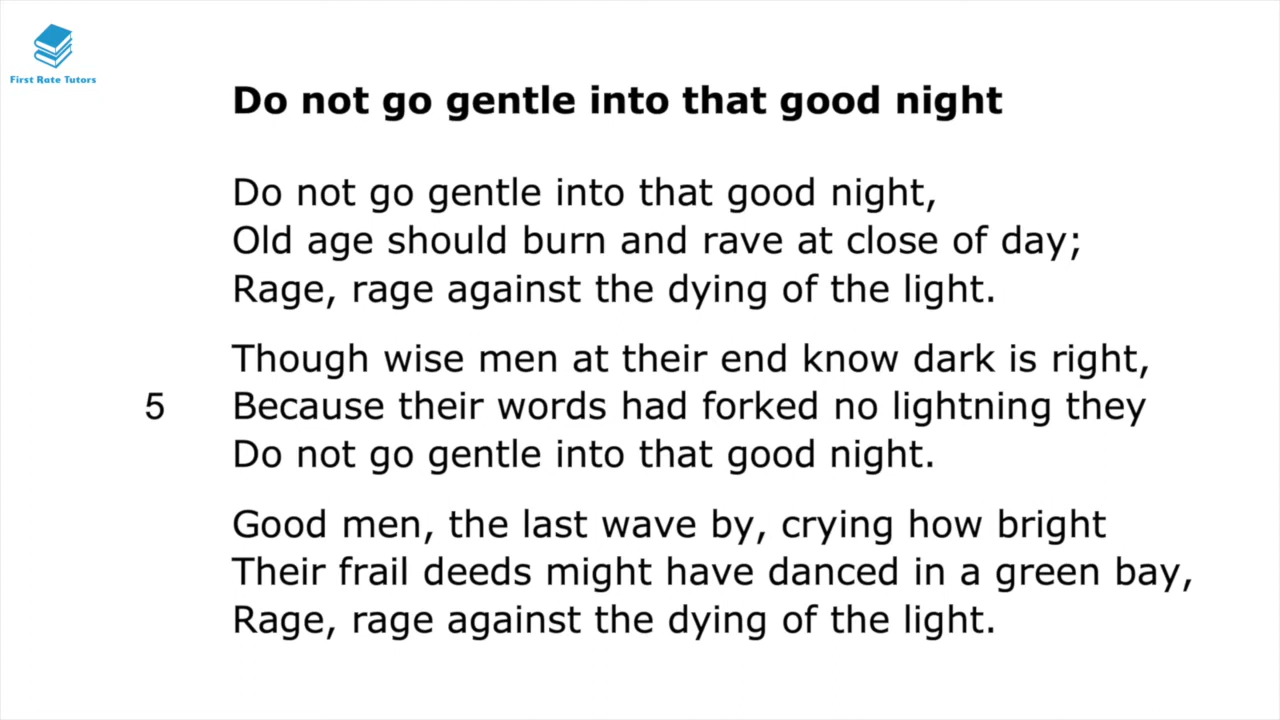 First Rate Tutors
Do not go gentle into that good night
Do not go gentle into that good night,
Old age should burn and rave at close of day;
Rage, rage against the dying of the light.
Though wise men at their end know dark is right,
5 Because their words had forked no lightning they
Do not go gentle into that good night.
Good men, the last wave by, crying how bright
Their frail deeds might have danced in a green bay,
Rage, rage against the dying of the light.